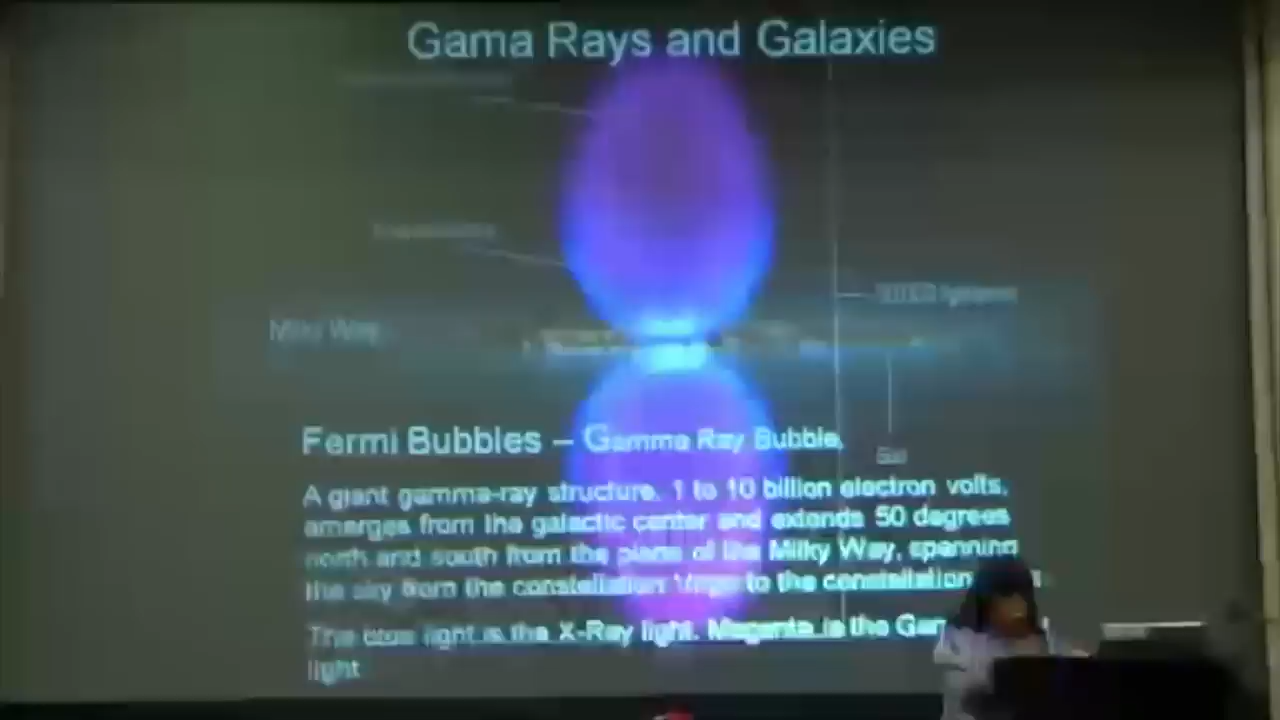 Gama Rays and Galaxies
Milky Way
Sun
Fermi Bubbles – Gamma Ray Bubble.
A giant gamma-ray structure, 1 to 10 billion electron volts,
emerges from the galactic center and extends 50 degrees
north and south from the plane of the Milky Way, spanning
the sky from the constellation Virgo to the constellation
The blue light is the X-Ray light. Magenta is the Gam
light